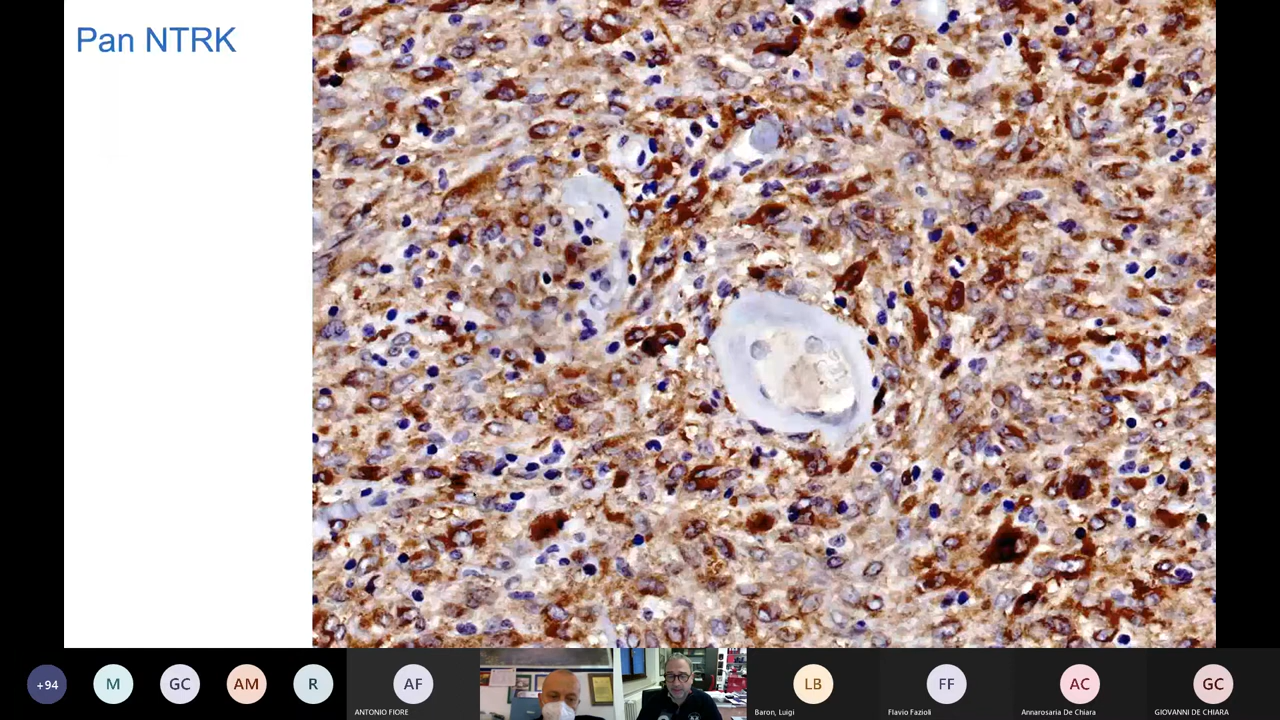 Pan NTRK
+94
M
GC
AM
R
AF
LB
FF
AC
GC
ANTONIO FIORE
Baron, Luigi
Flavio Fazioli
Annarosaria De Chiara
GIOVANNI DE CHIARA